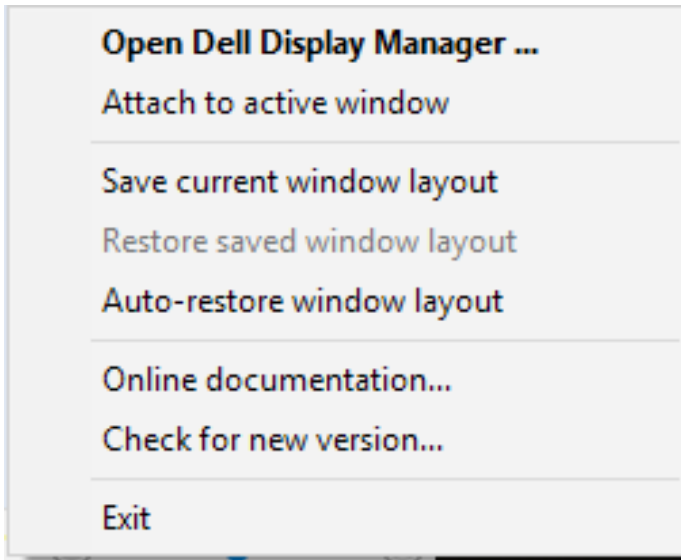 Open Dell Display Manager ...
Attach to active window
Save current window layout
Restore saved window layout
Auto-restore window layout
Online documentation...
Check for new version...
Exit